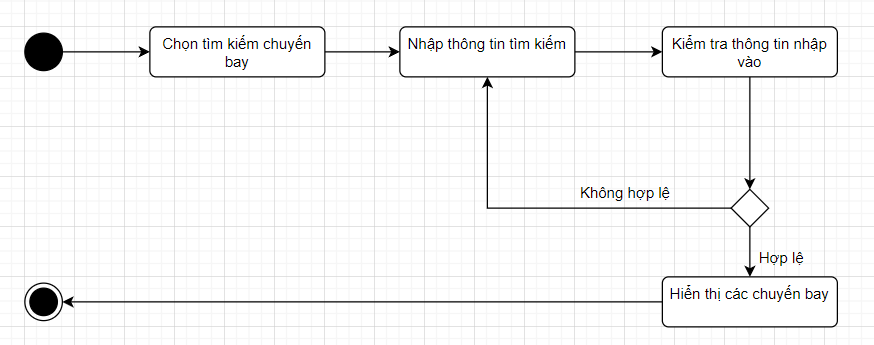 Chọn tìm kiếm chuyến
bay
Nhập thông tin tìm kiếm
Kiểm tra thông tin nhập
vào
Không hợp lệ
Hợp lệ
Hiển thị các chuyến bay